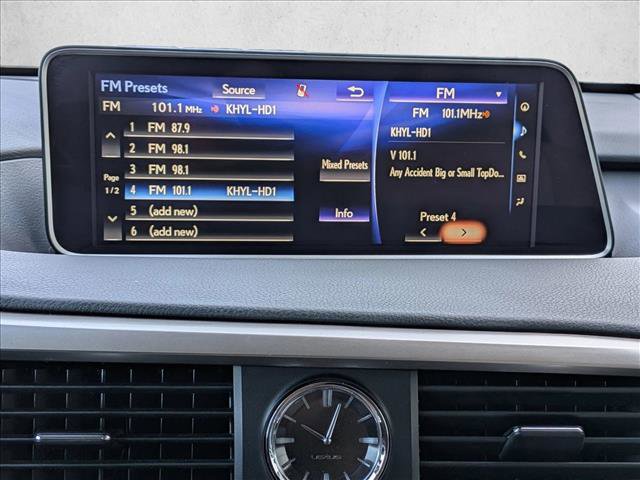 FM Presets
Source
FM 101.1 MHz KHYL-HD1
1 FM 87.9
2 FM 98.1
3 FM 98.1
4 FM 101.1 KHYL-HD1
5 (add new)
6 (add new)
Page
1/2
Mixed Presets
Info
FM
FM 101.1MHz
KHYL-HD1
V 101.1
Any Accident Big or Small TopDo...
Preset 4
LEXUS